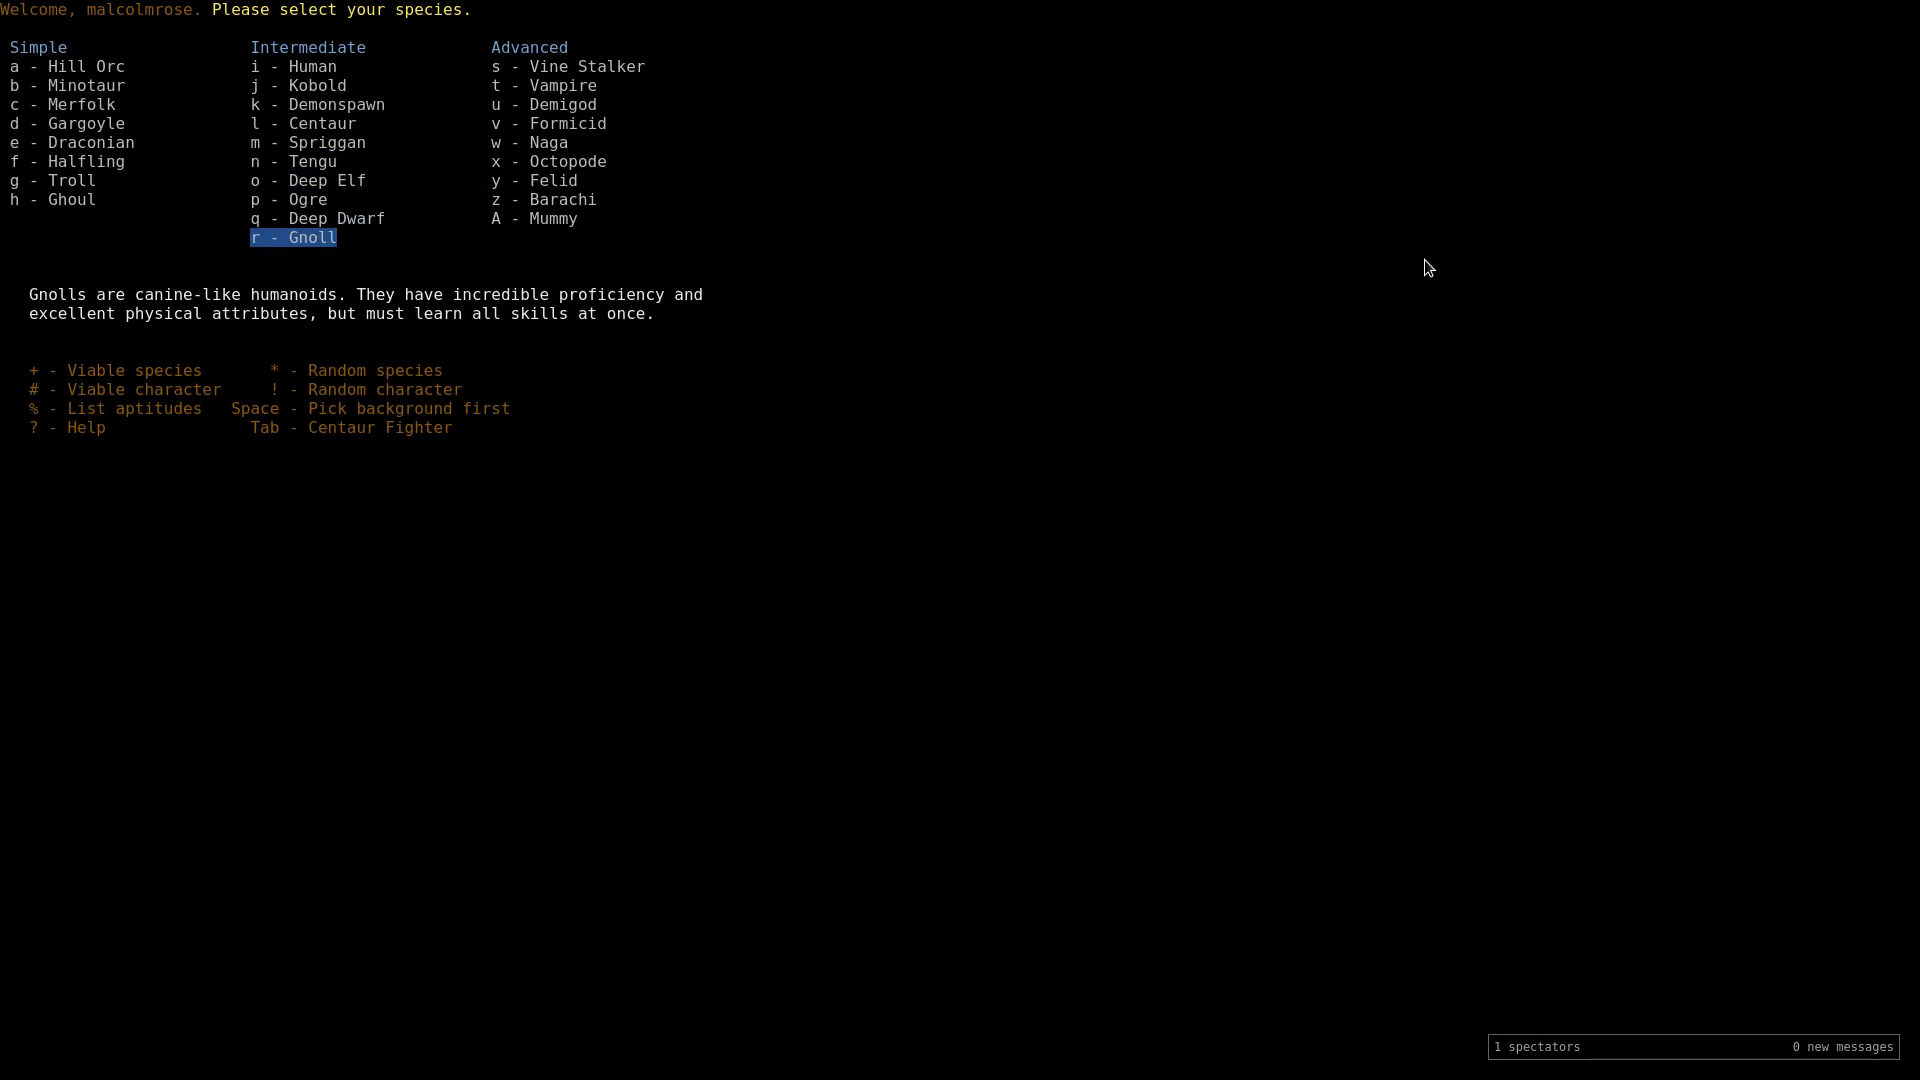 Welcome, malcolmrose. Please select your species.
Simple Intermediate Advanced
a - Hill Orc i - Human s - Vine Stalker
b - Minotaur j - Kobold t - Vampire
c - Merfolk k - Demonspawn u - Demigod
d - Gargoyle l - Centaur v - Formicid
e - Draconian m - Spriggan w - Naga
f - Halfling n - Tengu x - Octopode
g - Troll o - Deep Elf y - Felid
h - Ghoul p - Ogre z - Barachi
q - Deep Dwarf A - Mummy
r - Gnoll
Gnolls are canine-like humanoids. They have incredible proficiency and
excellent physical attributes, but must learn all skills at once.
+ - Viable species * - Random species
# - Viable character ! - Random character
% - List aptitudes Space - Pick background first
? - Help Tab - Centaur Fighter
1 spectators 0 new messages